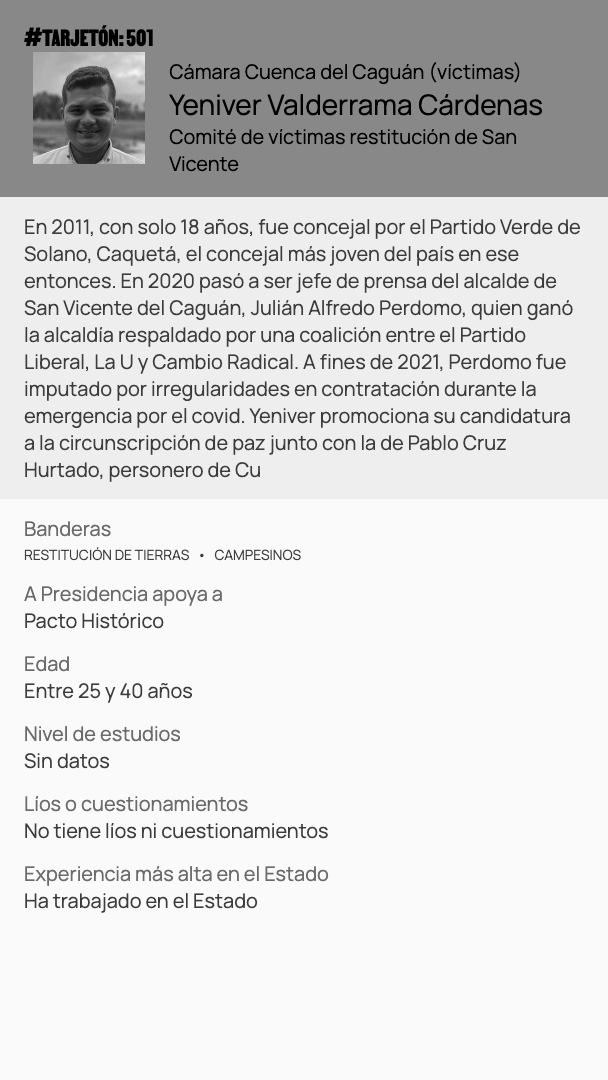 #TARJETÓN: 501
Cámara Cuenca del Caguán (víctimas)
Yeniver Valderrama Cárdenas
Comité de víctimas restitución de San
Vicente
En 2011, con solo 18 años, fue concejal por el Partido Verde de
Solano, Caquetá, el concejal más joven del país en ese
entonces. En 2020 pasó a ser jefe de prensa del alcalde de
San Vicente del Caguán, Julián Alfredo Perdomo, quien ganó
la alcaldía respaldado por una coalición entre el Partido
Liberal, La U y Cambio Radical. A fines de 2021, Perdomo fue
imputado por irregularidades en contratación durante la
emergencia por el covid. Yeniver promociona su candidatura
a la circunscripción de paz junto con la de Pablo Cruz
Hurtado, personero de Cu
Banderas
RESTITUCIÓN DE TIERRAS • CAMPESINOS
A Presidencia apoya a
Pacto Histórico
Edad
Entre 25 y 40 años
Nivel de estudios
Sin datos
Líos o cuestionamientos
No tiene líos ni cuestionamientos
Experiencia más alta en el Estado
Ha trabajado en el Estado